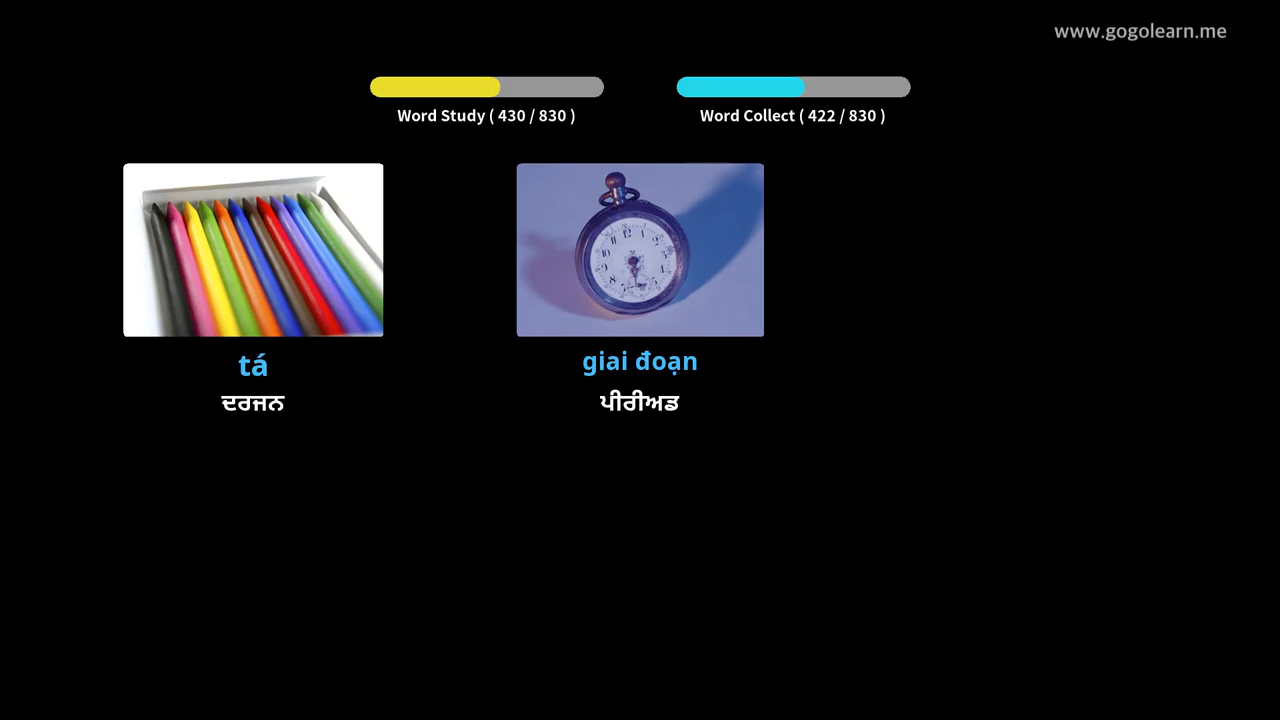 www.gogolearn.me
Word Study ( 430 / 830 )
Word Collect ( 422 / 830 )
tá
giai đoạn
ਦਰਜਨ
ਪੀਰੀਅਡ